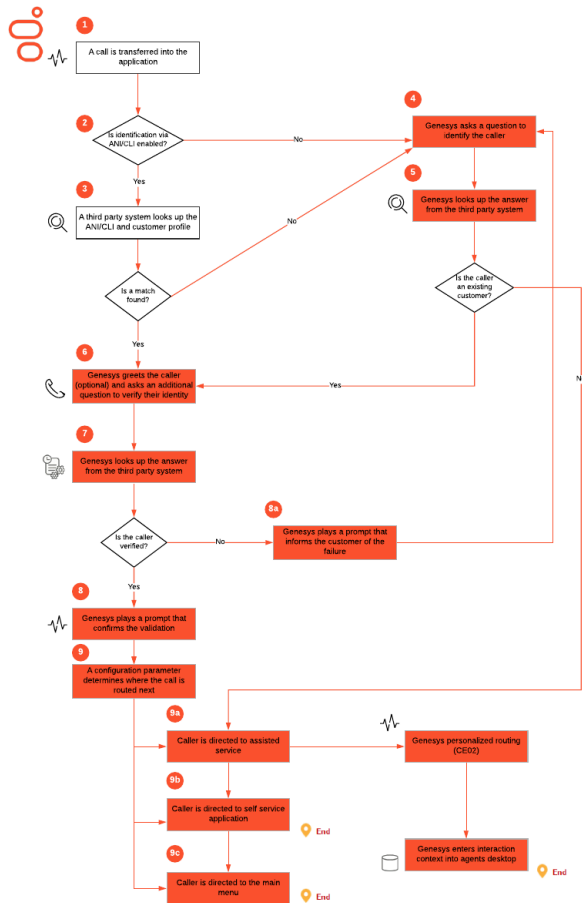 1
A call is transferred into the
application
2
Is identification via
ANI/CLI enabled?
No
Yes
3
A third party system looks up the
ANI/CLI and customer profile
Is a match
found?
No
Yes
4
Genesys asks a question to
identify the caller
5
Genesys looks up the answer
from the third party system
Is the caller
an existing
customer?
N
Yes
6
Genesys greets the caller
(optional) and asks an additional
question to verify their identity
7
Genesys looks up the answer
from the third party system
Is the caller
verified?
No
Yes
8a
Genesys plays a prompt that
informs the customer of the
failure
8
Genesys plays a prompt that
confirms the validation
9
A configuration parameter
determines where the call is
routed next
9a
Caller is directed to assisted
service
Genesys personalized routing
(CE02)
9b
Caller is directed to self service
application
End
Genesys enters interaction
context into agents desktop
End
9c
Caller is directed to the main
menu
End